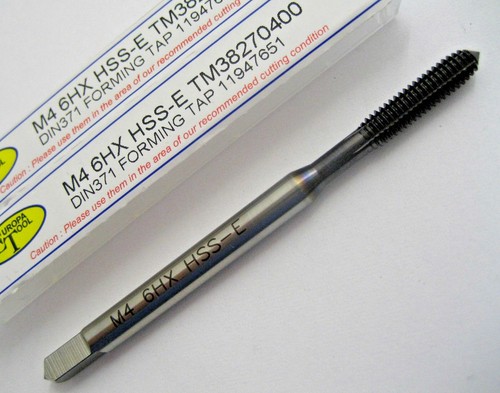 M4 6HX HSS-E TM38270400
DIN371 FORMING TAP 11947651
Caution : Please use them in the area of our recommended cutting condition
M4 6HX HSS-E TM38270400
DIN371 FORMING TAP 11947651
Caution : Please use them in the area of our recommended cutting condition
EUROPA
TOOL
M4 6HX HSS-E